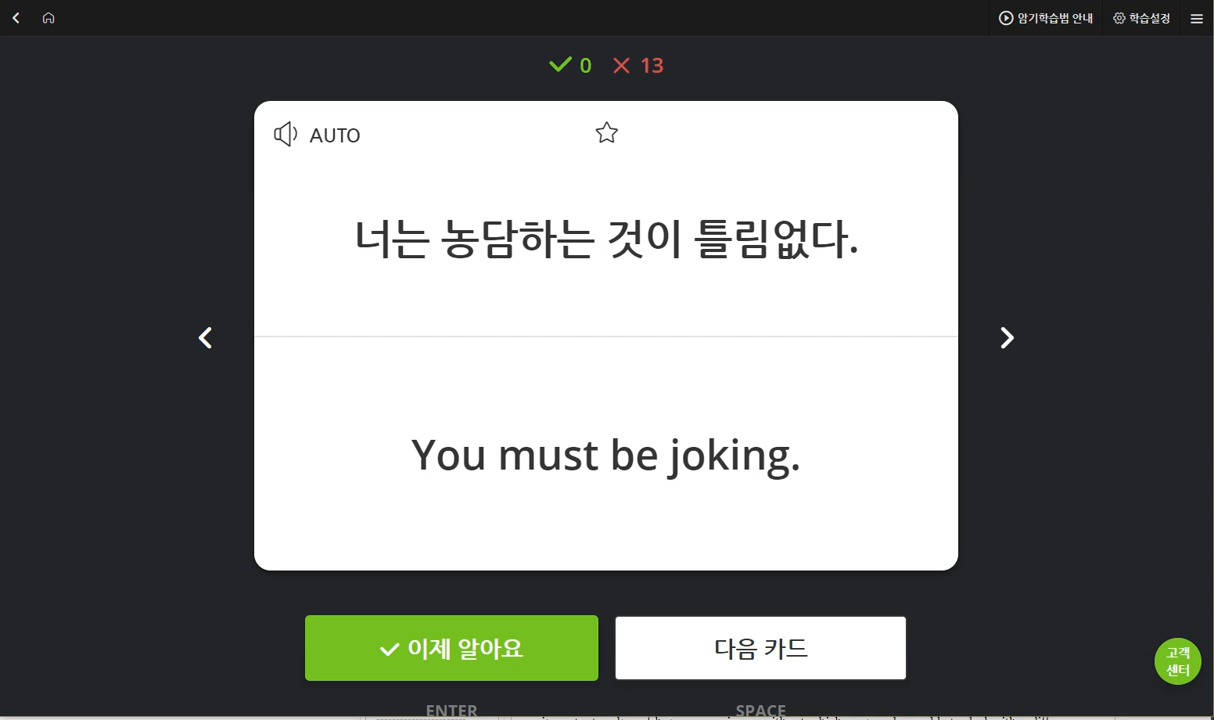 암기학습법 안내
학습설정
0
13
AUTO
너는 농담하는 것이 틀림없다.
You must be joking.
이제 알아요
다음 카드
고객
센터
ENTER
SPACE